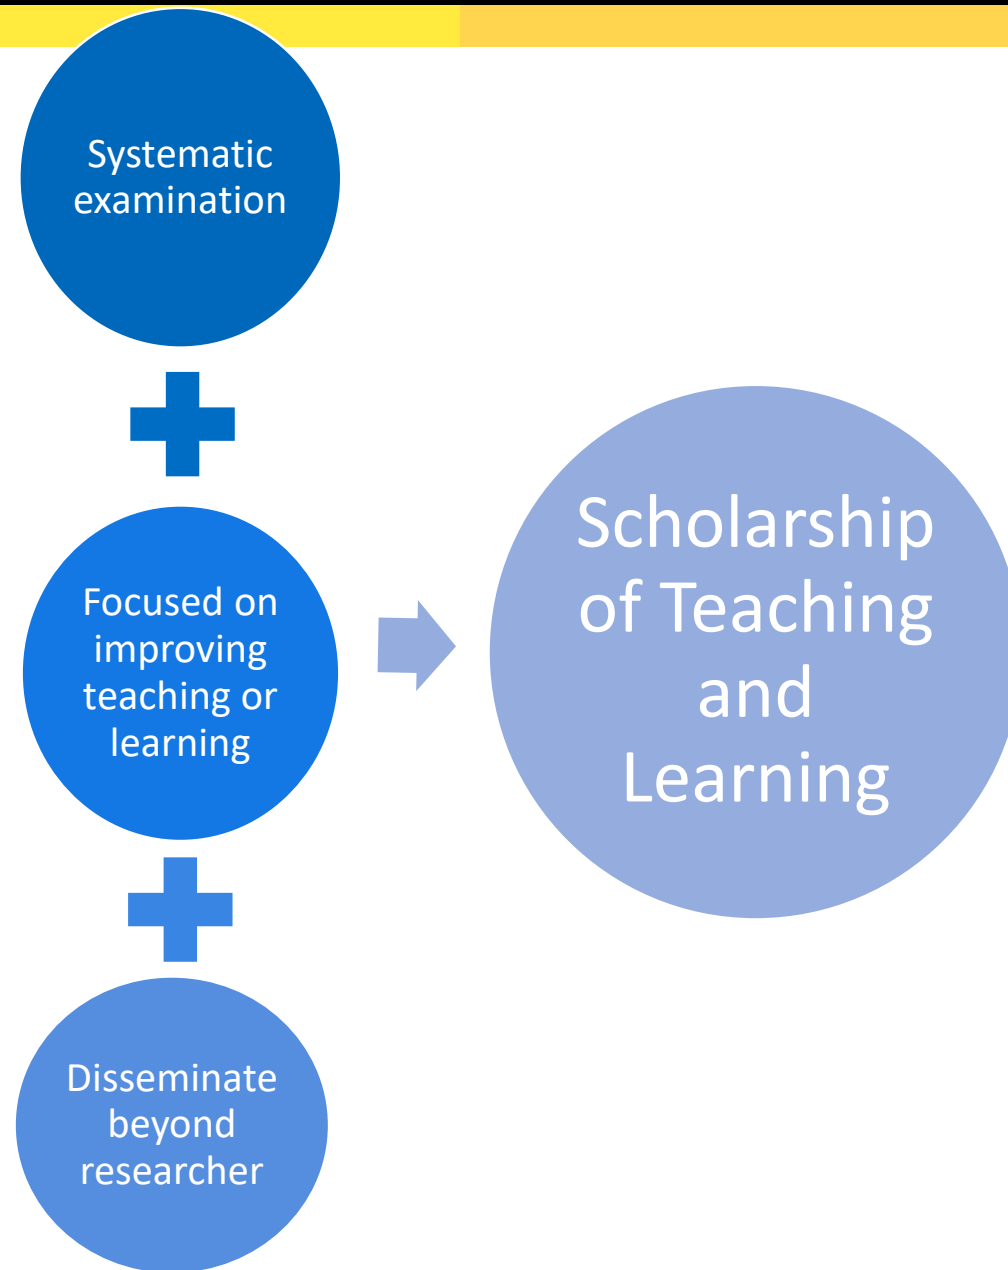 Systematic
examination
Focused on
improving
teaching or
learning
Disseminate
beyond
researcher
Scholarship
of Teaching
and
Learning